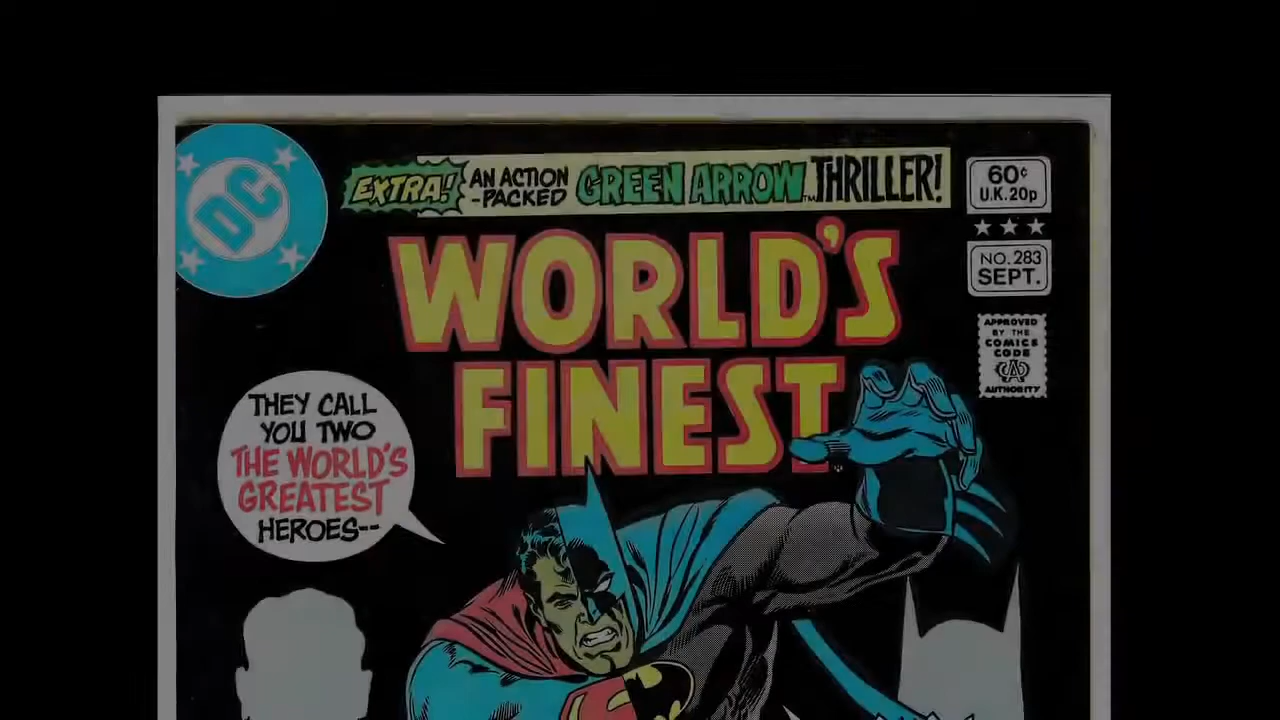 DC
EXTRA! AN ACTION
-PACKED GREEN ARROW™ THRILLER!
60¢
U.K. 20p
NO. 283
SEPT.
APPROVED
BY THE
COMICS
CODE
CA
AUTHORITY
WORLD'S
FINEST
THEY CALL
YOU TWO
THE WORLD'S
GREATEST
HEROES--